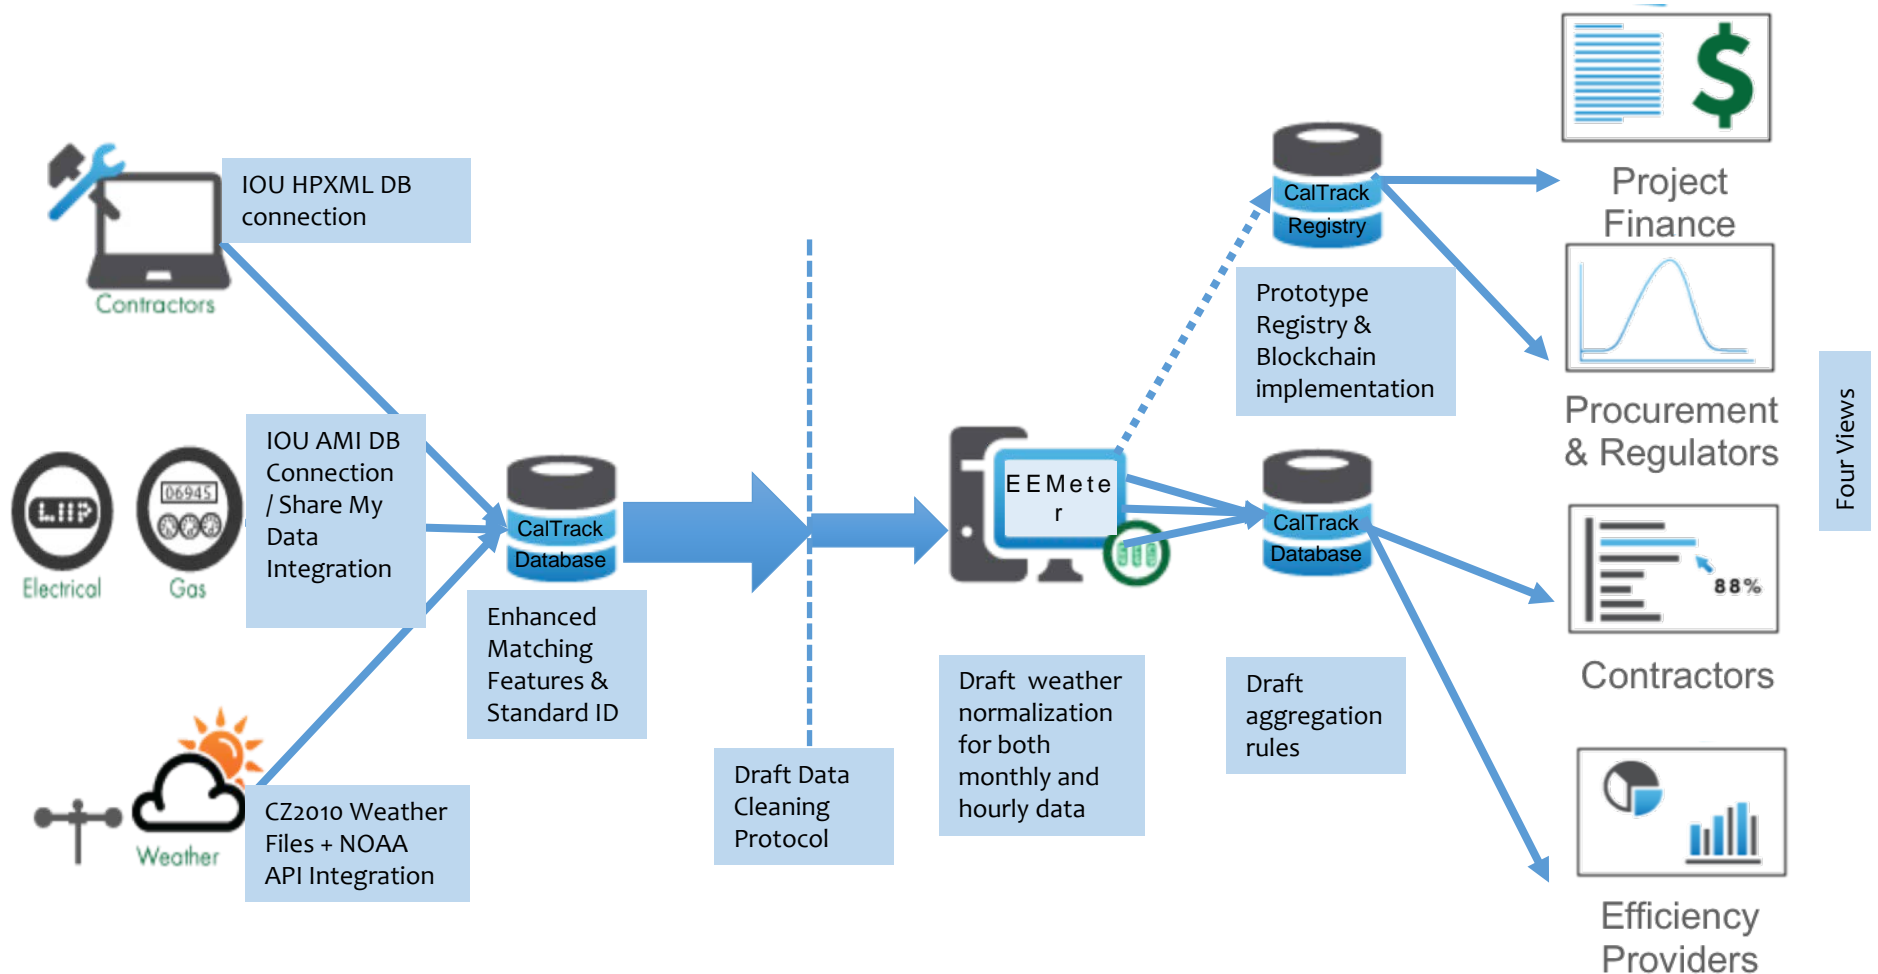 IOU HPXML DB
connection
Contractors
IOU AMI DB
Connection
/ Share My
Data
Integration
06945
Electrical
Gas
CZ2010 Weather
Files + NOAA
API Integration
Weather
CalTrack
Database
Enhanced
Matching
Features &
Standard ID
Draft Data
Cleaning
Protocol
EEMete
r
Draft weather
normalization
for both
monthly and
hourly data
CalTrack
Registry
Prototype
Registry &
Blockchain
implementation
CalTrack
Database
Draft
aggregation
rules
$
Project
Finance
Procurement
& Regulators
88%
Contractors
Efficiency
Providers
Four Views